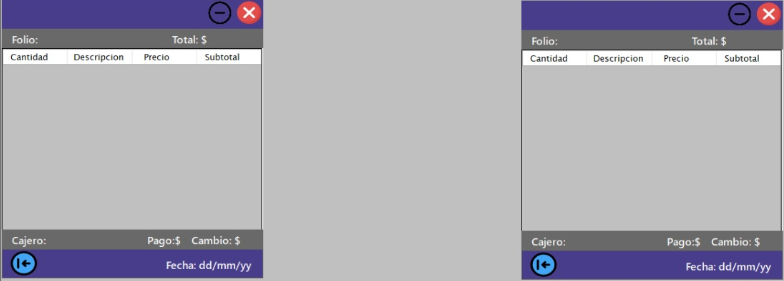 Folio: Total: $
Cantidad Descripcion Precio Subtotal
Cajero: Pago:$ Cambio: $
Fecha: dd/mm/yy
Folio: Total: $
Cantidad Descripcion Precio Subtotal
Cajero: Pago:$ Cambio: $
Fecha: dd/mm/yy